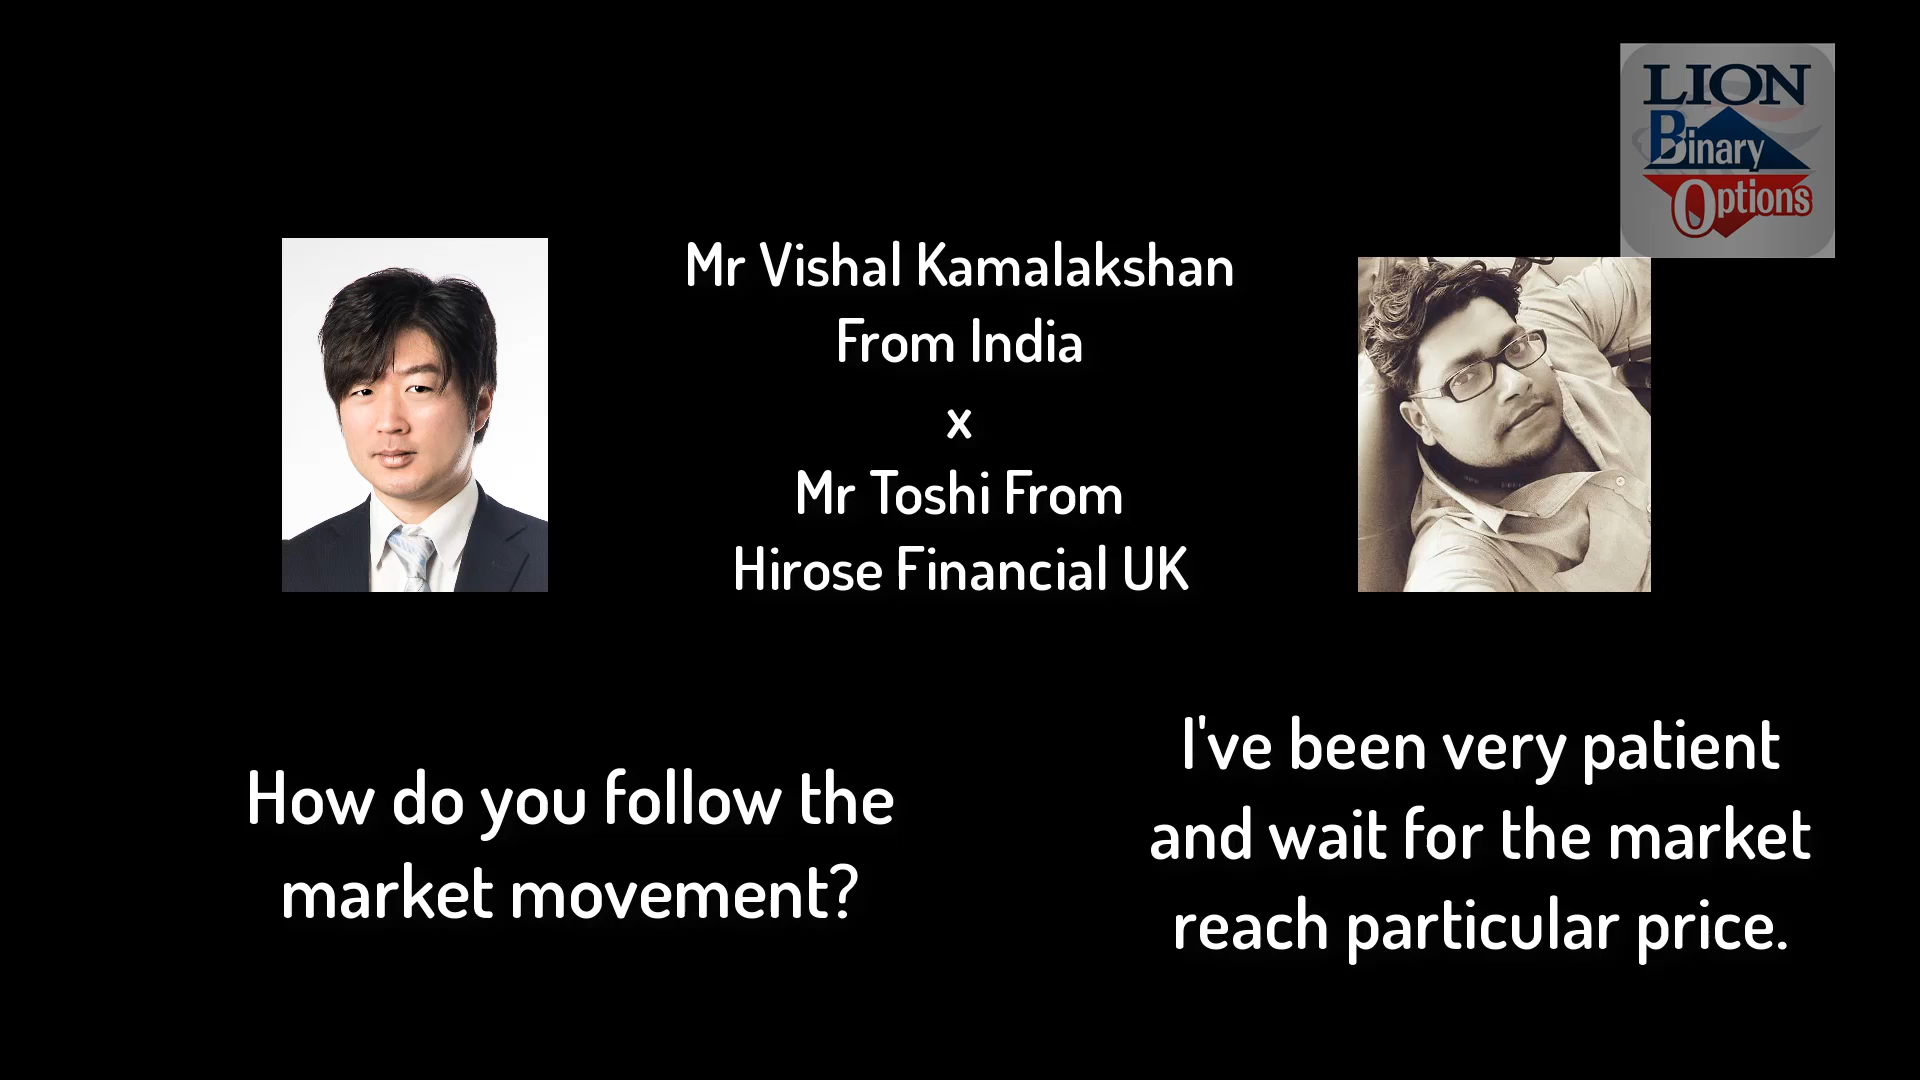 LION
Binary
Options
Mr Vishal Kamalakshan
From India
x
Mr Toshi From
Hirose Financial UK
How do you follow the
market movement?
I've been very patient
and wait for the market
reach particular price.